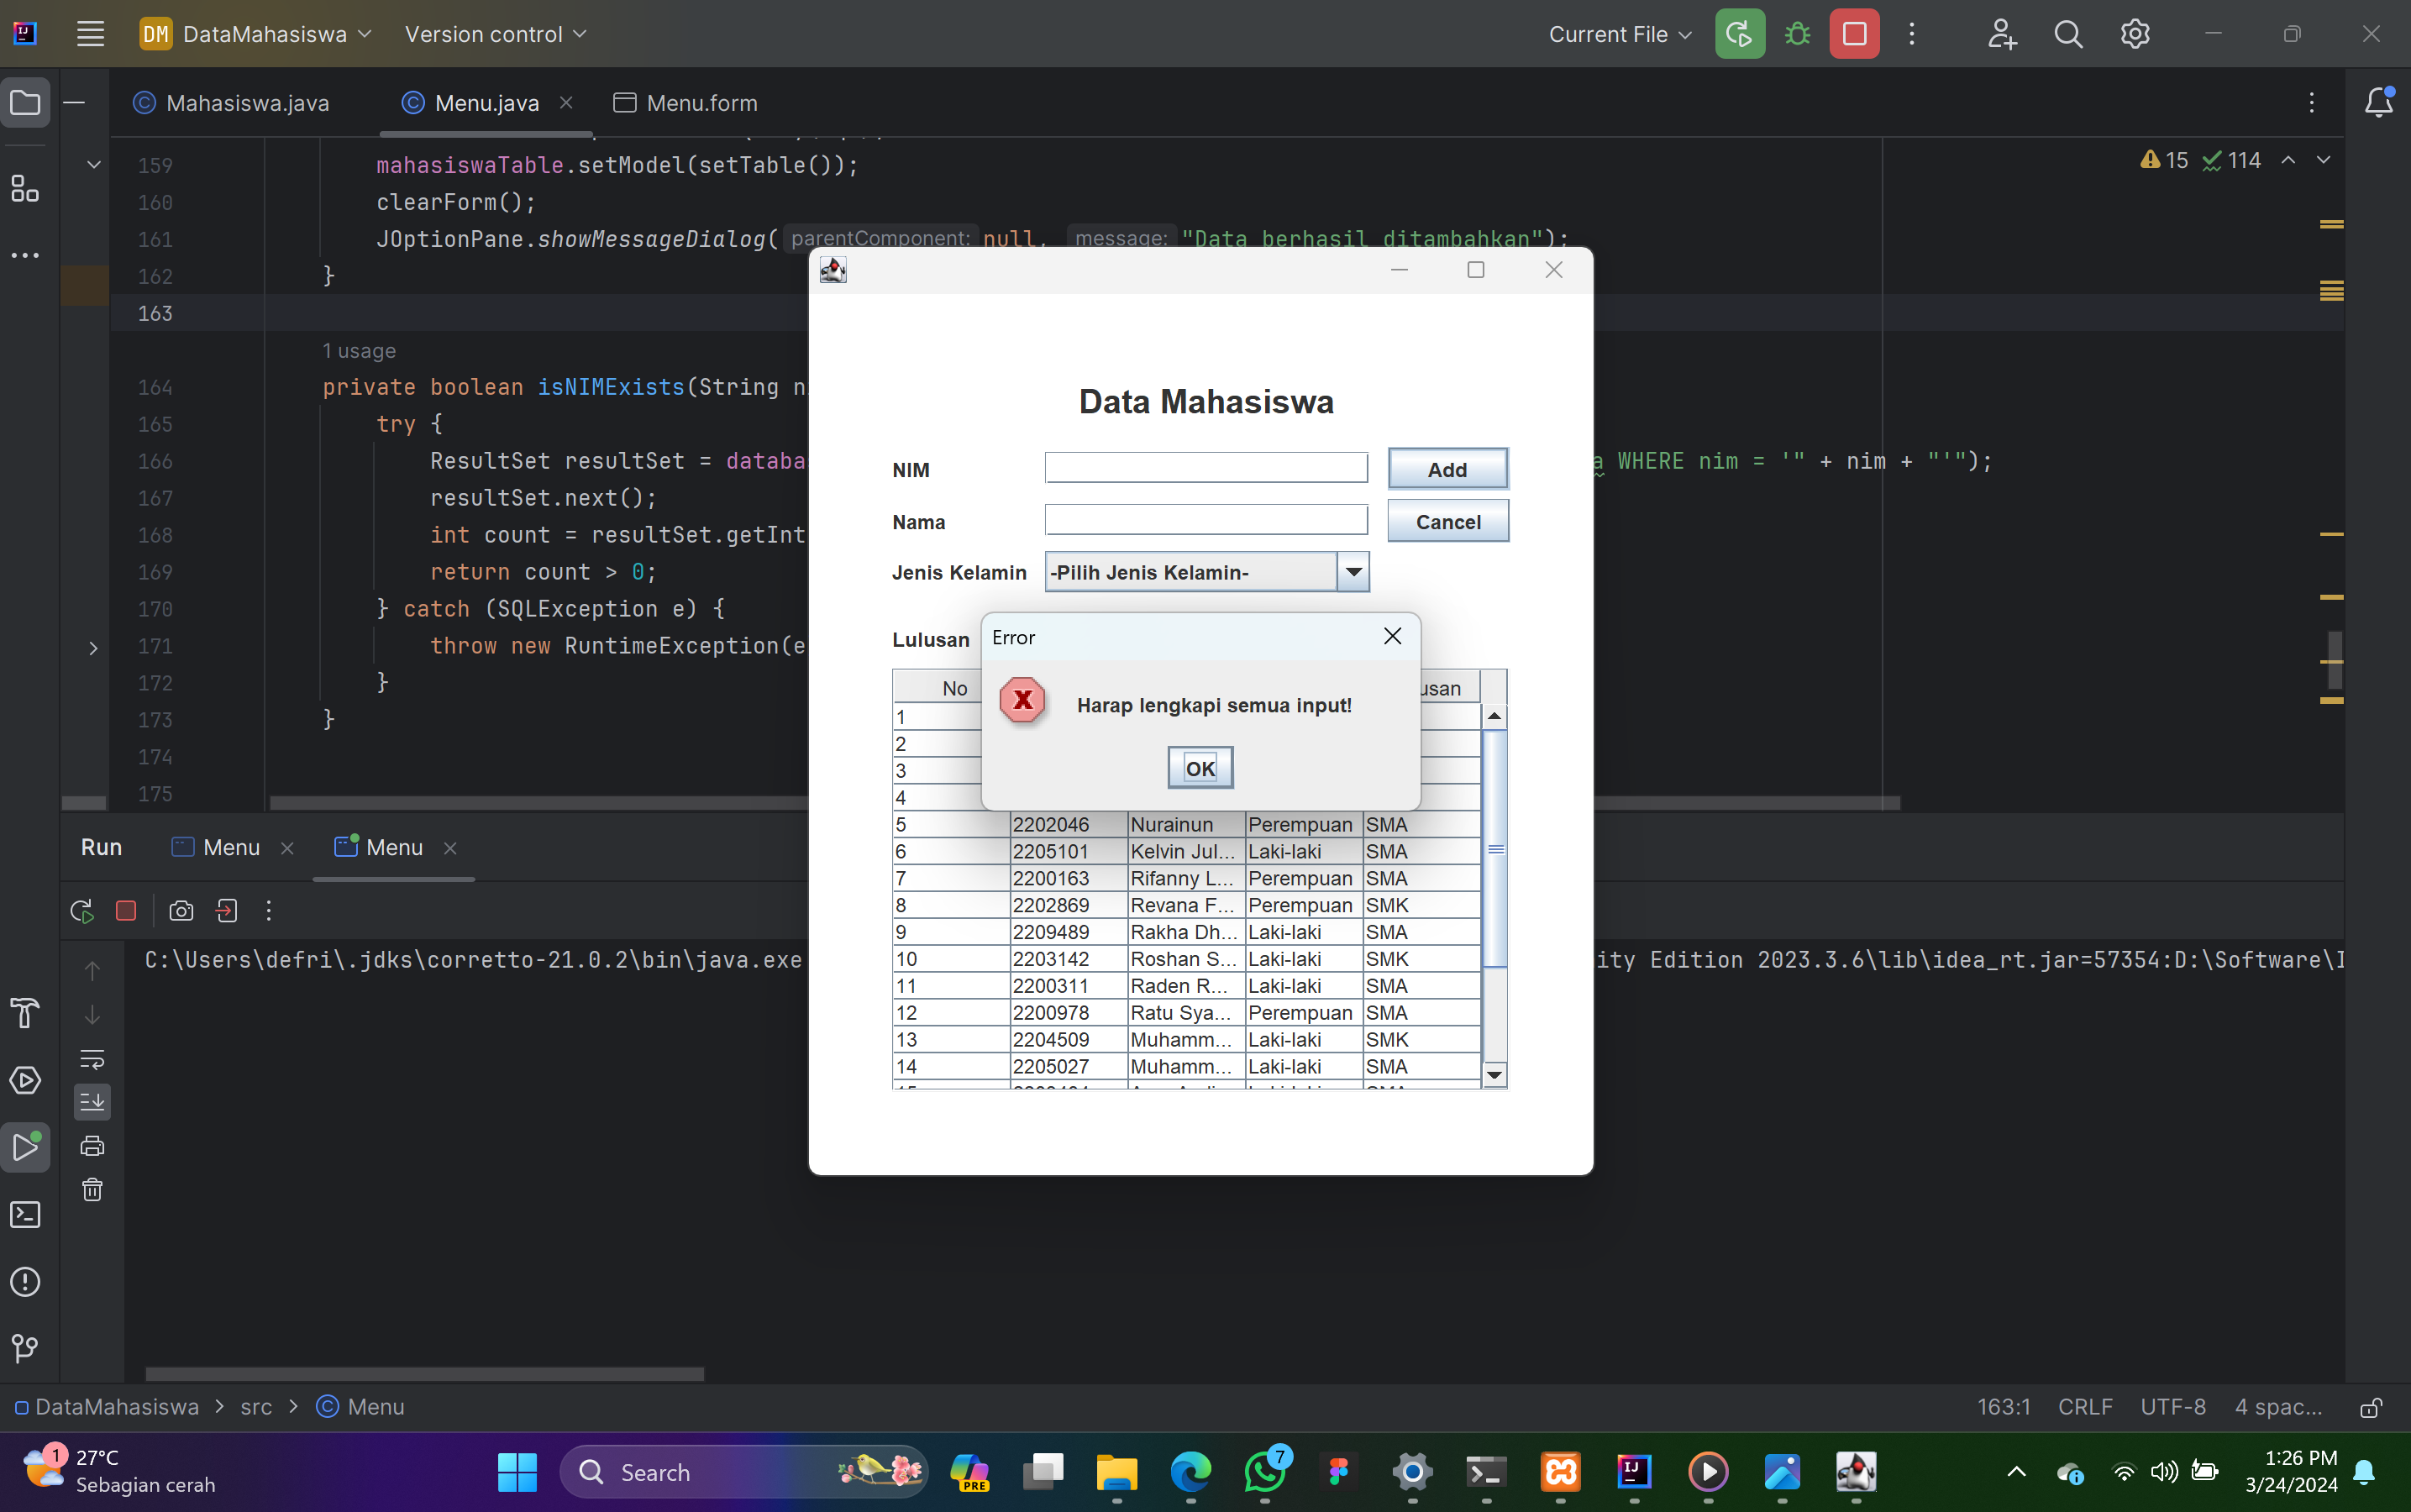 DM DataMahasiswa Version control Current File
Mahasiswa.java Menu.java Menu.form
15 114
159 mahasiswaTable.setModel(setTable());
160 clearForm();
161 JOptionPane.showMessageDialog( parentComponent: null, message: "Data berhasil ditambahkan");
162 }
163
1 usage
164 private boolean isNIMExists(String n
165 try {
166 ResultSet resultSet = databa a WHERE nim = '" + nim + "'");
167 resultSet.next();
168 int count = resultSet.getInt
169 return count > 0;
170 } catch (SQLException e) {
171 throw new RuntimeException(e
172 }
173 }
174
175
Data Mahasiswa
NIM Add
Nama Cancel
Jenis Kelamin -Pilih Jenis Kelamin-
Lulusan
Error
Harap lengkapi semua input!
OK
No usan
1
2
3
4
5 2202046 Nurainun Perempuan SMA
6 2205101 Kelvin Jul... Laki-laki SMA
7 2200163 Rifanny L... Perempuan SMA
8 2202869 Revana F... Perempuan SMK
9 2209489 Rakha Dh... Laki-laki SMA
10 2203142 Roshan S... Laki-laki SMK
11 2200311 Raden R... Laki-laki SMA
12 2200978 Ratu Sya... Perempuan SMA
13 2204509 Muhamm... Laki-laki SMK
14 2205027 Muhamm... Laki-laki SMA
Run Menu Menu
C:\Users\defri\.jdks\corretto-21.0.2\bin\java.exe ity Edition 2023.3.6\lib\idea_rt.jar=57354:D:\Software\I
DataMahasiswa > src > Menu 163:1 CRLF UTF-8 4 spac...
1 27°C
Sebagian cerah
Search
PRE
7
1:26 PM
3/24/2024